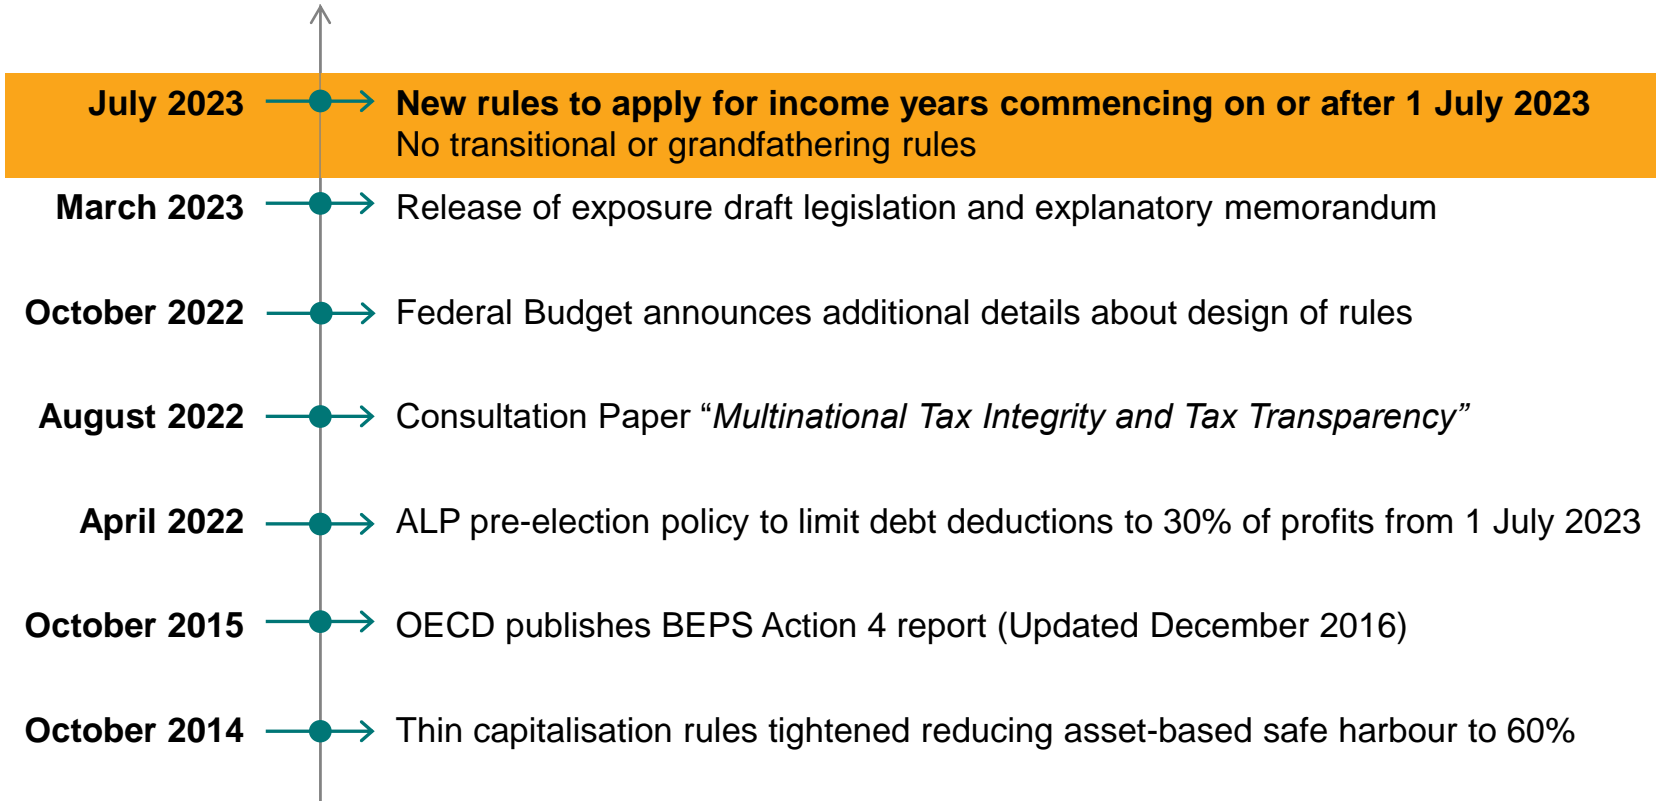 July 2023 New rules to apply for income years commencing on or after 1 July 2023
No transitional or grandfathering rules
March 2023 Release of exposure draft legislation and explanatory memorandum
October 2022 Federal Budget announces additional details about design of rules
August 2022 Consultation Paper “Multinational Tax Integrity and Tax Transparency”
April 2022 ALP pre-election policy to limit debt deductions to 30% of profits from 1 July 2023
October 2015 OECD publishes BEPS Action 4 report (Updated December 2016)
October 2014 Thin capitalisation rules tightened reducing asset-based safe harbour to 60%